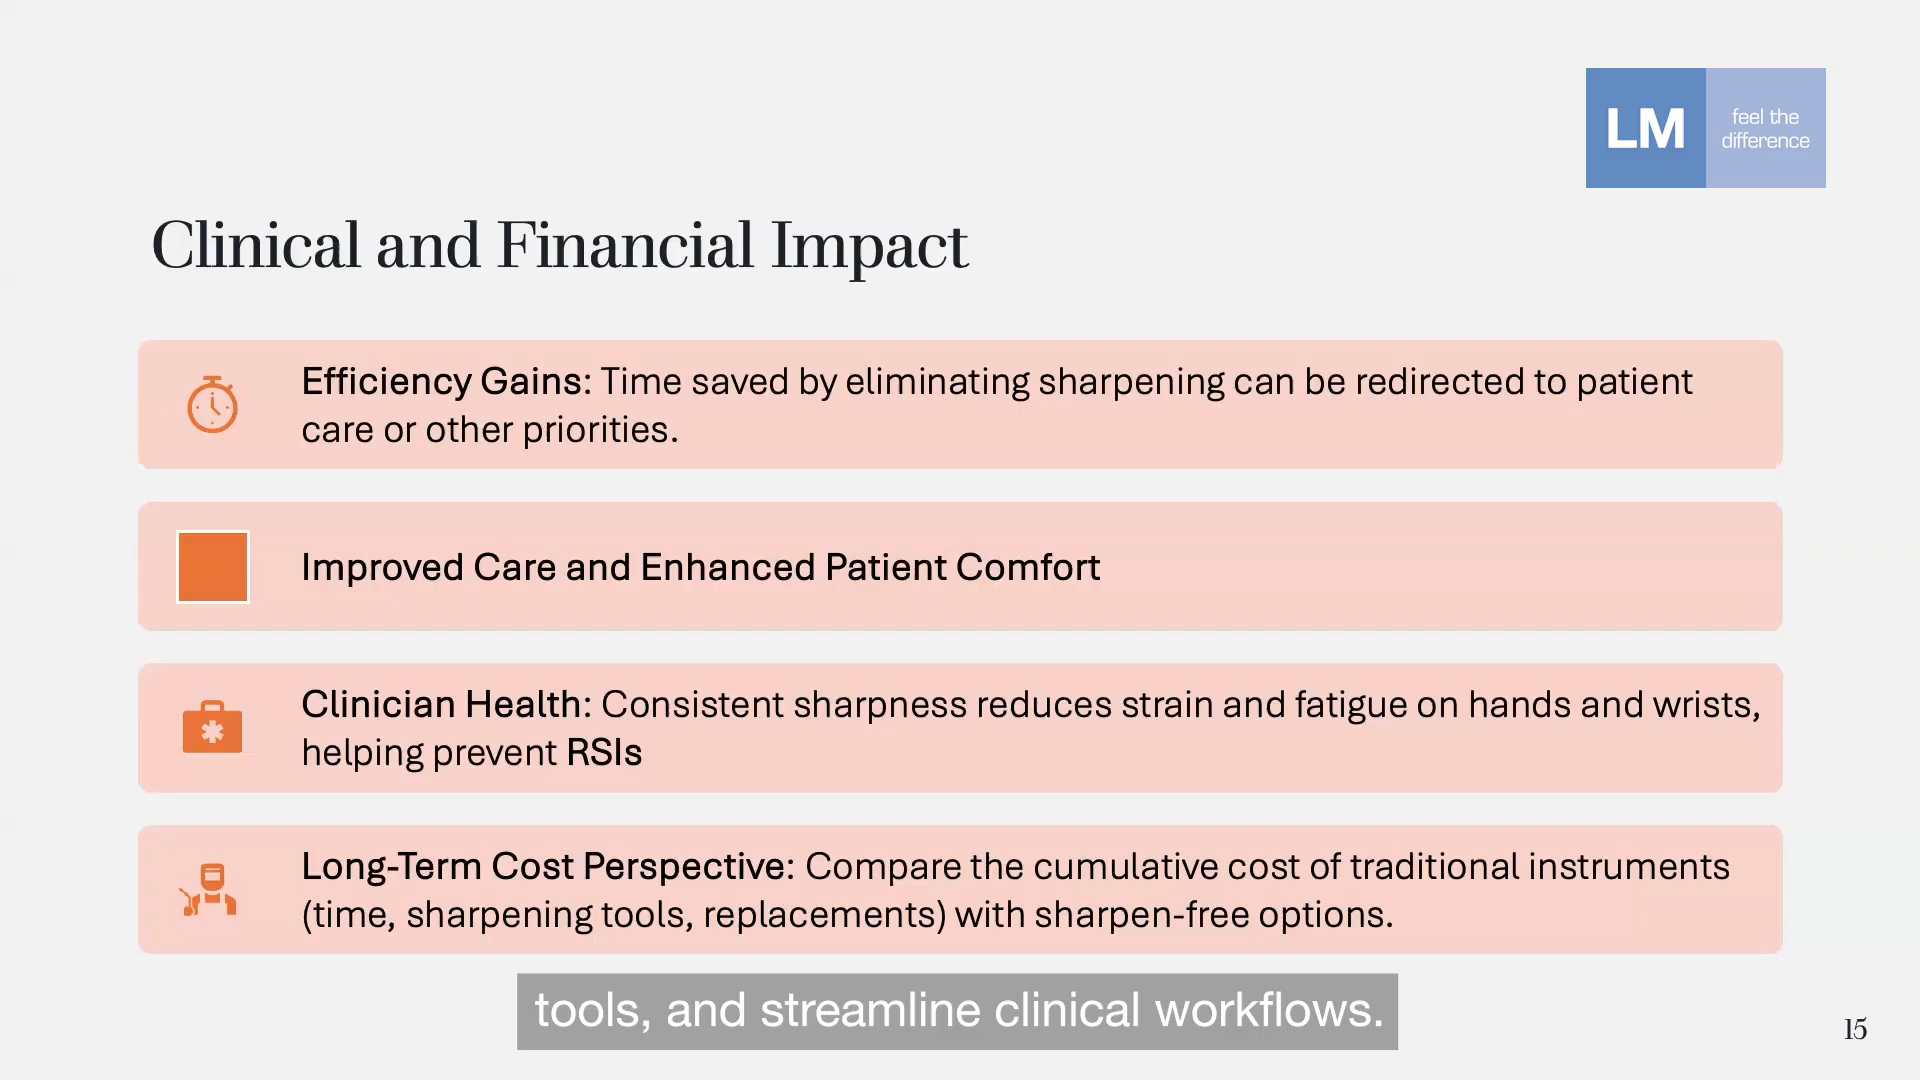 LM
feel the
difference
Clinical and Financial Impact
Efficiency Gains: Time saved by eliminating sharpening can be redirected to patient
care or other priorities.
Improved Care and Enhanced Patient Comfort
Clinician Health: Consistent sharpness reduces strain and fatigue on hands and wrists,
helping prevent RSIs
Long-Term Cost Perspective: Compare the cumulative cost of traditional instruments
(time, sharpening tools, replacements) with sharpen-free options.
tools, and streamline clinical workflows.
15